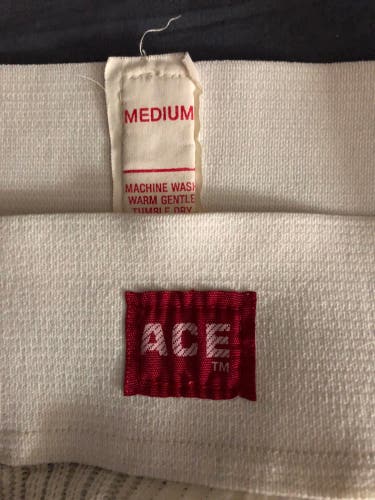 MEDIUM
MACHINE WASH
WARM GENTLE
TUMBLE DRY
ACE
TM